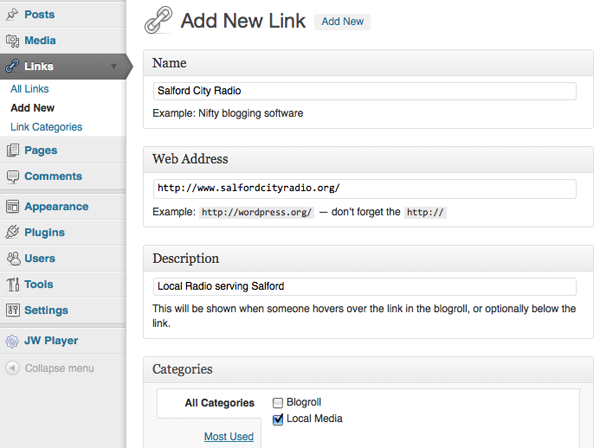 Posts
Media
Links
All Links
Add New
Link Categories
Pages
Comments
Appearance
Plugins
Users
Tools
Settings
JW Player
Collapse menu
Add New Link Add New
Name
Salford City Radio
Example: Nifty blogging software
Web Address
http://www.salfordcityradio.org/
Example: http://wordpress.org/ — don't forget the http://
Description
Local Radio serving Salford
This will be shown when someone hovers over the link in the blogroll, or optionally below the
link.
Categories
All Categories
Most Used
Blogroll
Local Media